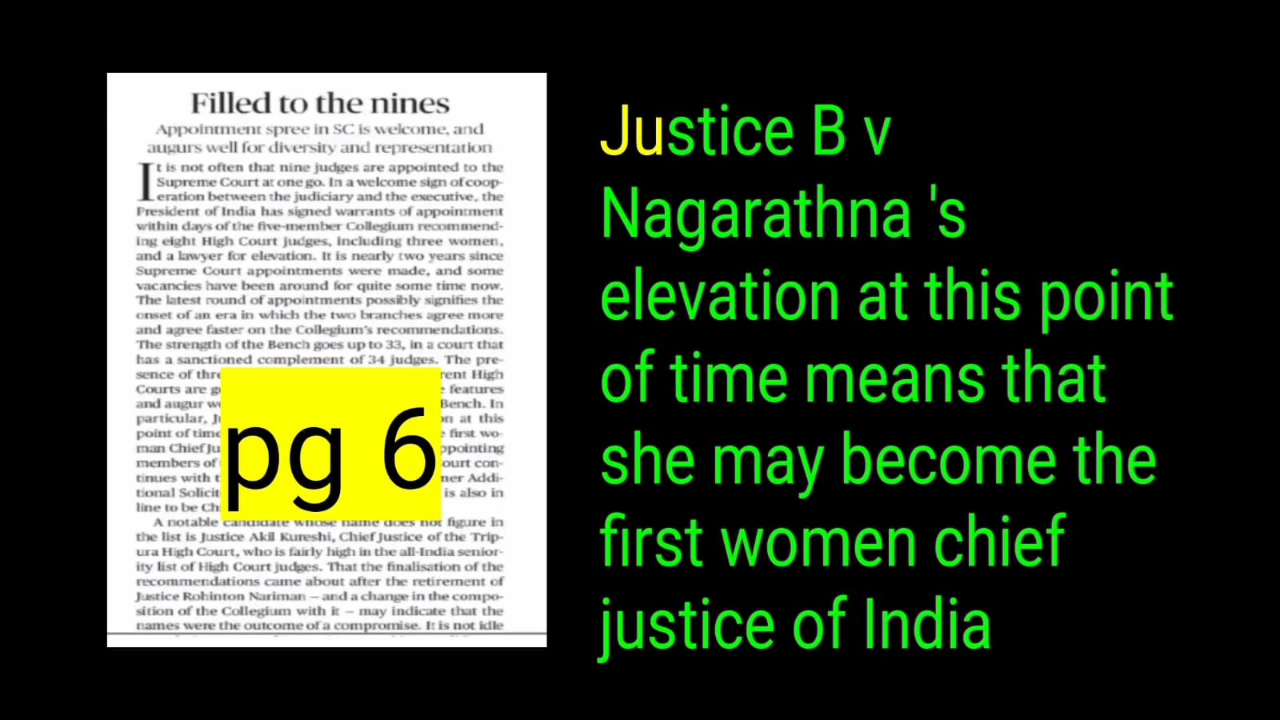 Filled to the nines
Appointment spree in SC is welcome, and
augurs well for diversity and representation
It is not often that nine judges are appointed to the
Supreme Court at one go. In a welcome sign of coop-
eration between the judiciary and the executive, the
President of India has signed warrants of appointment
within days of the five-member Collegium recommend-
ing eight High Court judges, including three women,
and a lawyer for elevation. It is nearly two years since
Supreme Court appointments were made, and some
vacancies have been around for quite some time now.
The latest round of appointments possibly signifies the
onset of an era in which the two branches agree more
and agree faster on the Collegium's recommendations.
The strength of the Bench goes up to 33, in a court that
has a sanctioned complement of 34 judges. The pre-
sence of thre rent High
Courts are g features
and augur w Bench. In
particular, J n at this
point of time first wo-
man Chief Ju ppointing
members of ourt con-
tinues with t ner Addi-
tional Solicit is also in
line to be Ch
A notable candidate whose name does not figure in
the list is Justice Akil Kureshi, Chief Justice of the Trip-
ura High Court, who is fairly high in the all-India senior-
ity list of High Court judges. That the finalisation of the
recommendations came about after the retirement of
Justice Rohinton Nariman – and a change in the compo-
sition of the Collegium with it – may indicate that the
names were the outcome of a compromise. It is not idle
pg 6
Justice B v
Nagarathna 's
elevation at this point
of time means that
she may become the
first women chief
justice of India